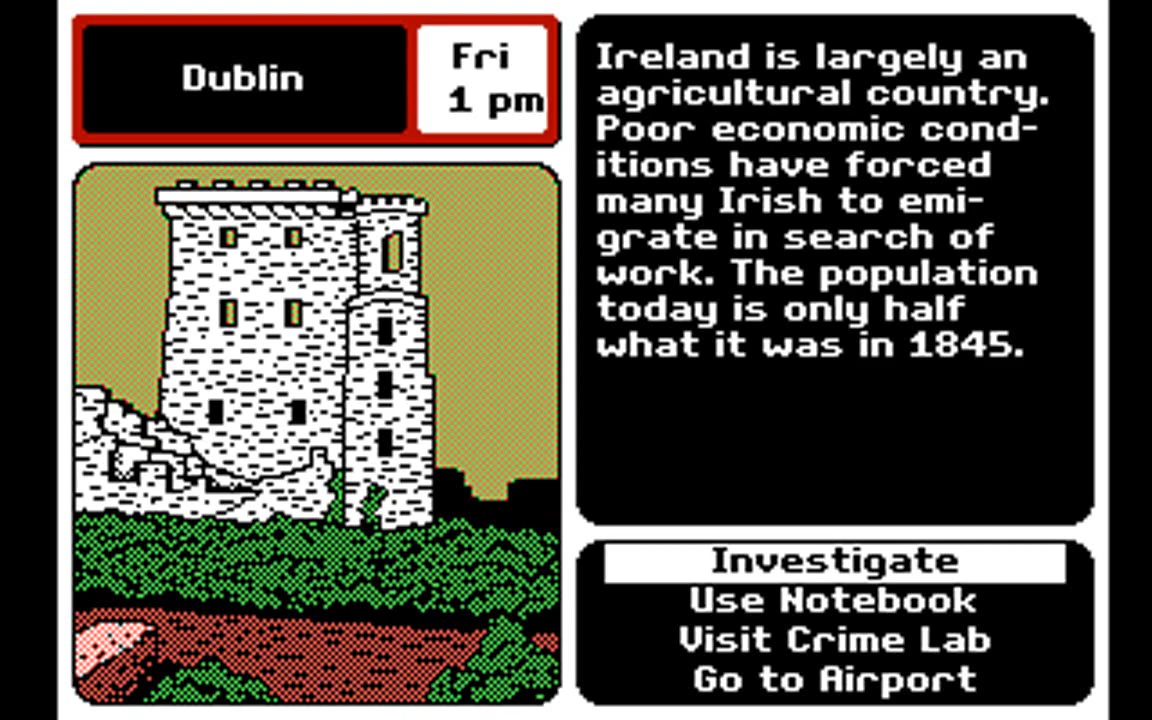 Dublin
Fri
1 pm
Ireland is largely an
agricultural country.
Poor economic cond-
itions have forced
many Irish to emi-
grate in search of
work. The population
today is only half
what it was in 1845.
Investigate
Use Notebook
Visit Crime Lab
Go to Airport